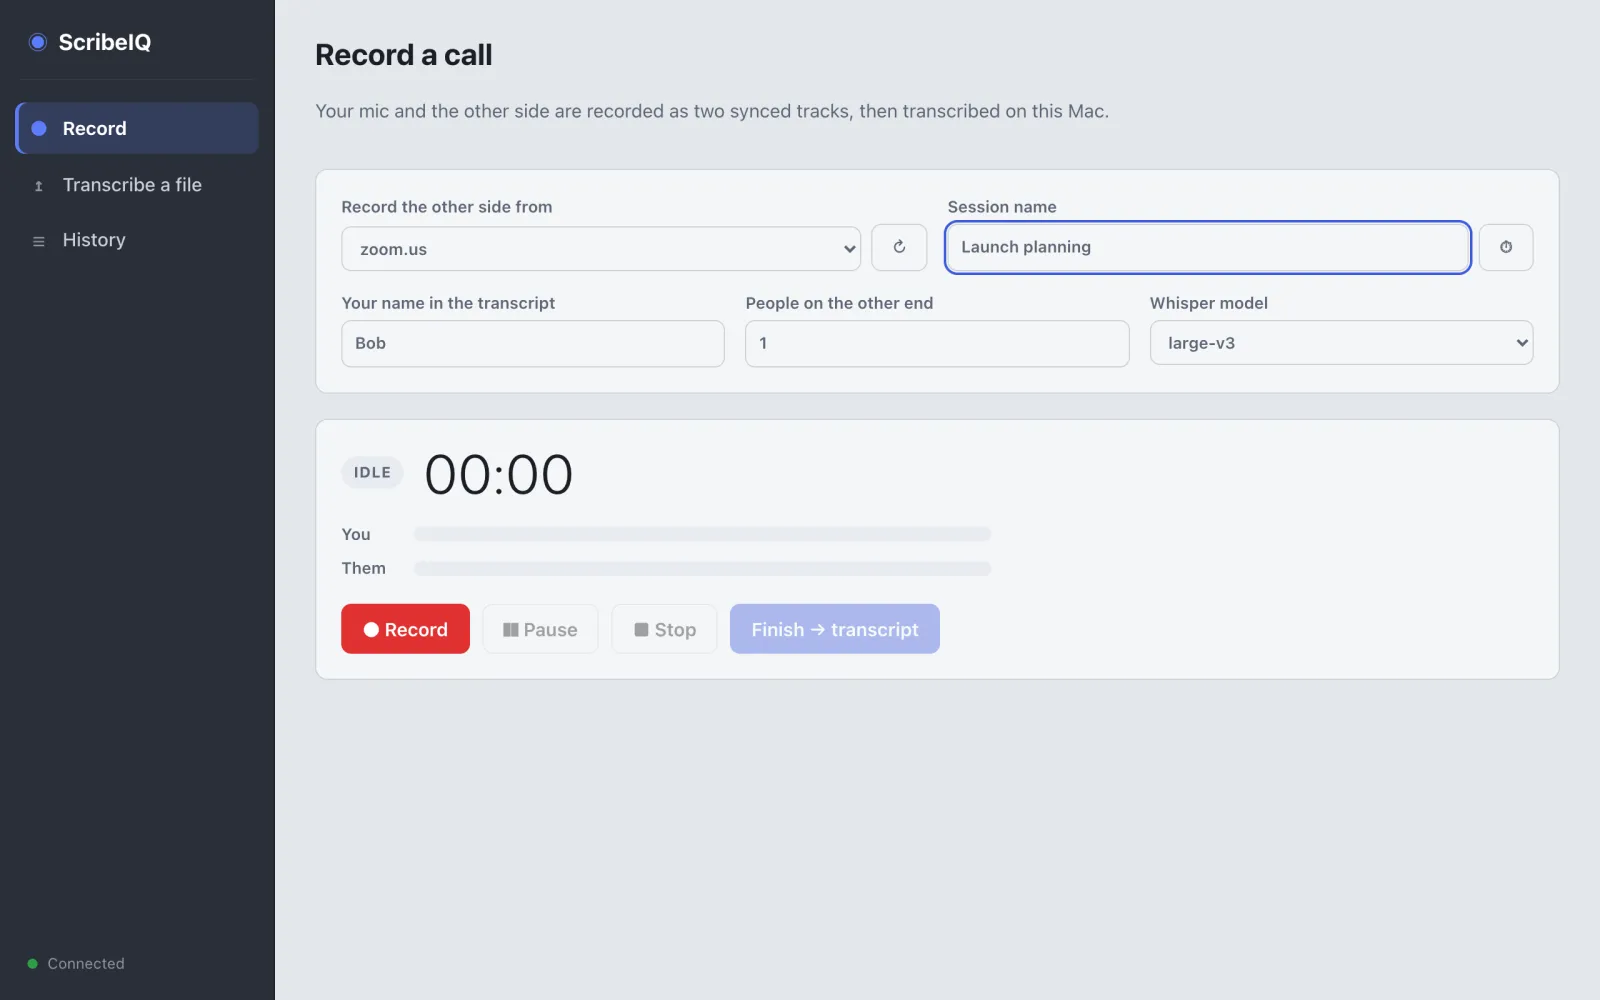 ScribeIQ
Record
Transcribe a file
History
Connected
Record a call
Your mic and the other side are recorded as two synced tracks, then transcribed on this Mac.
Record the other side from
zoom.us
Session name
Launch planning
Your name in the transcript
Bob
People on the other end
1
Whisper model
large-v3
IDLE
00:00
You
Them
Record
Pause
Stop
Finish → transcript